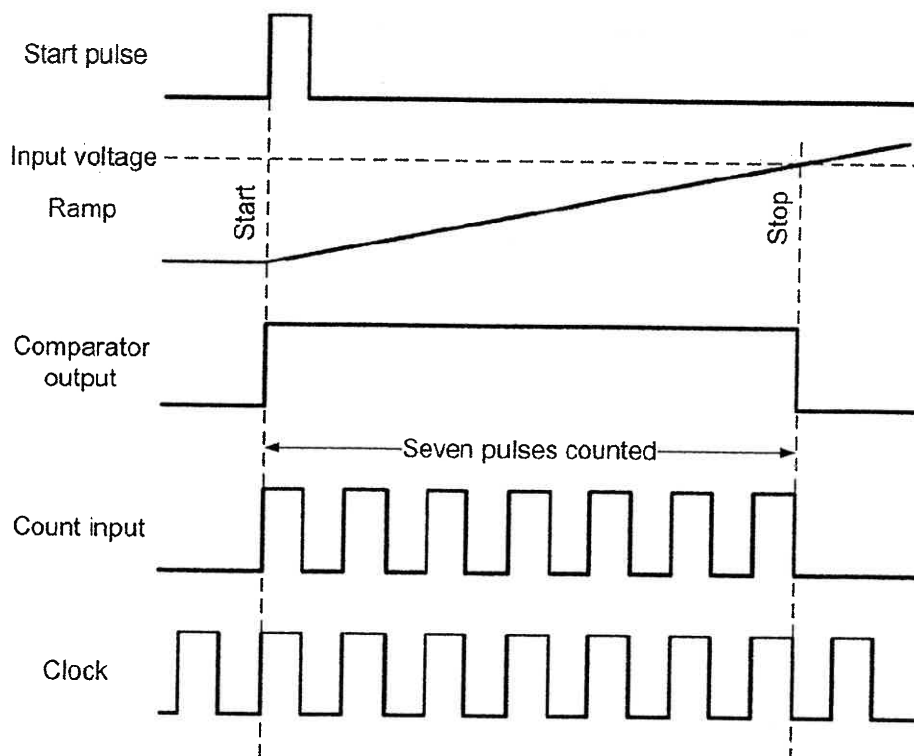 Start pulse
Input voltage
Ramp
Start
Stop
Comparator
output
Seven pulses counted
Count input
Clock